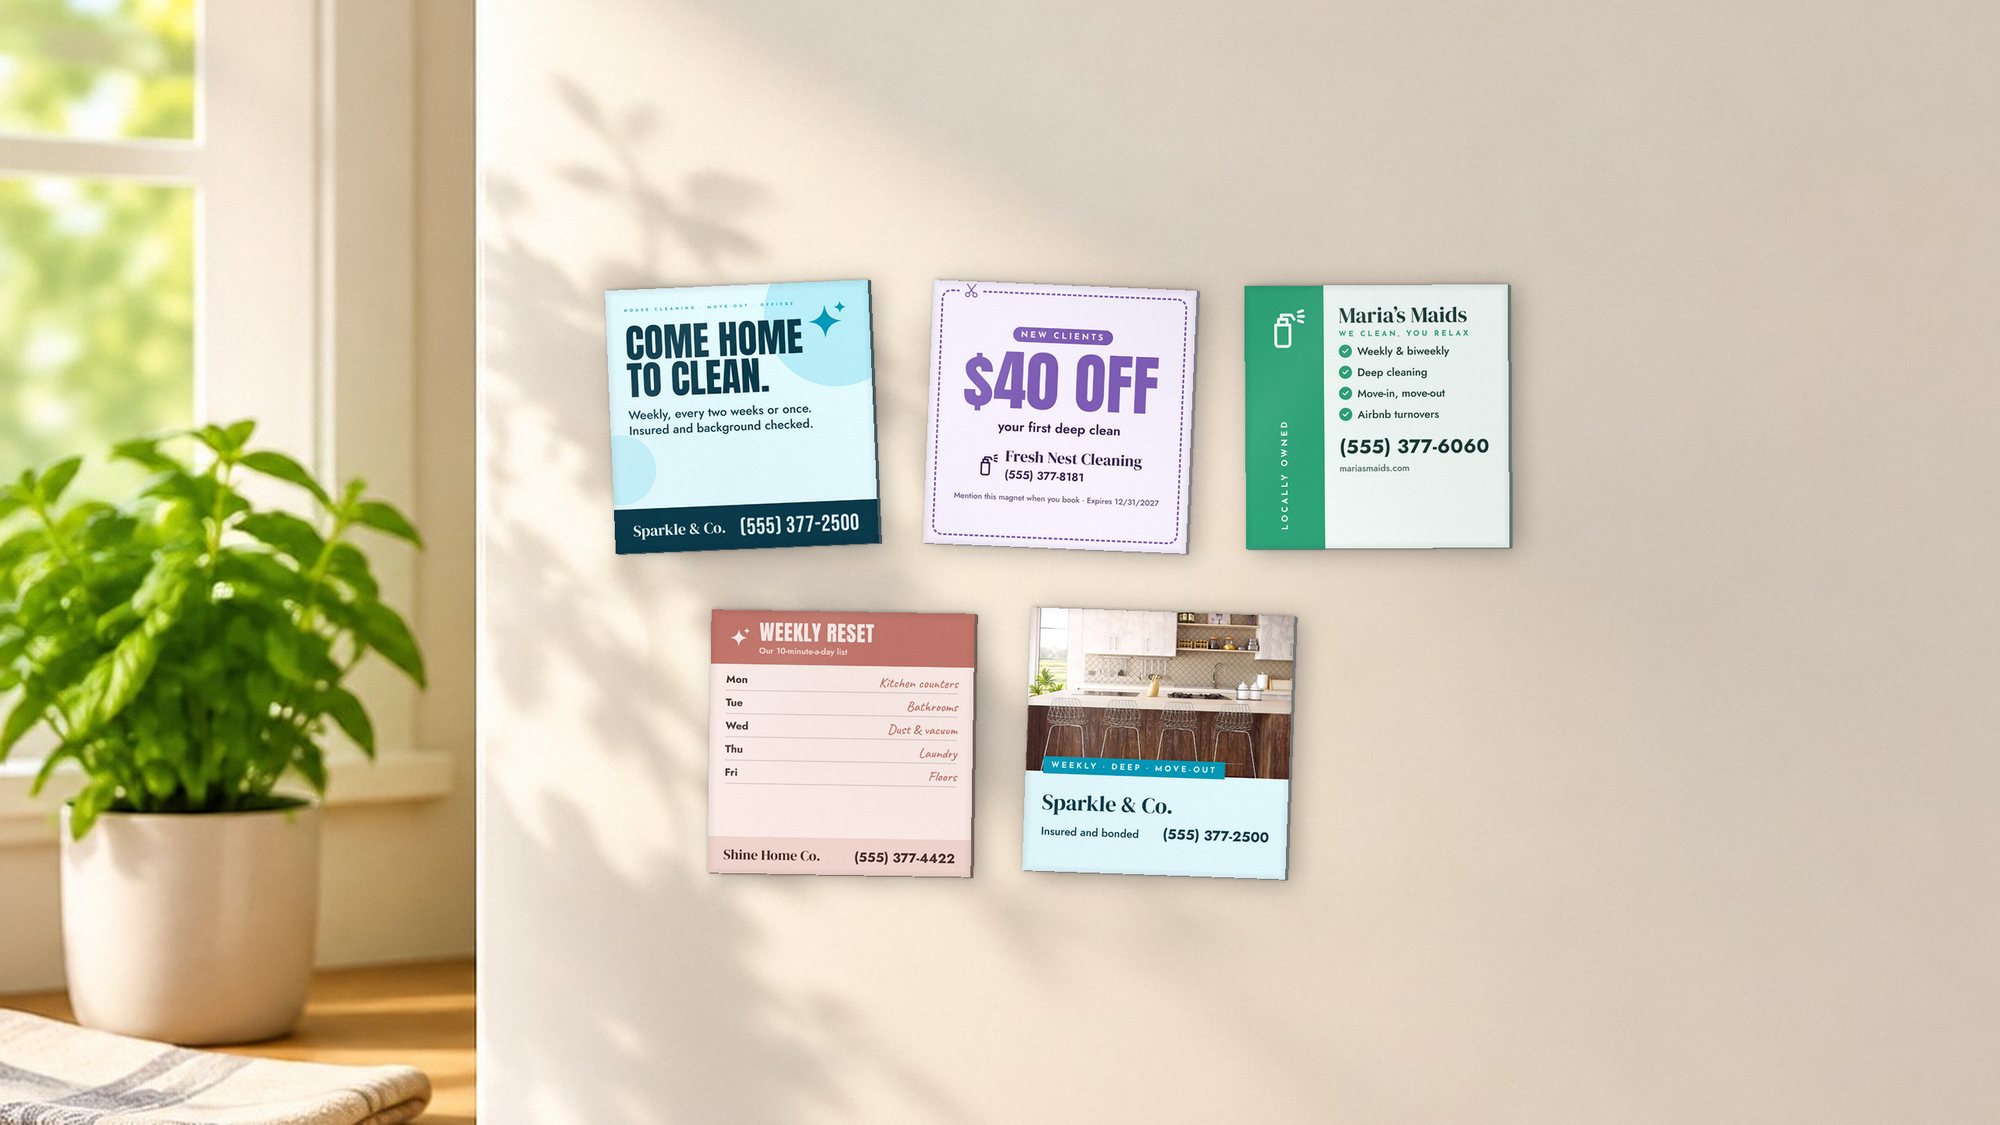 HOUSE CLEANING · MOVE-OUT · OFFICES
COME HOME
TO CLEAN.
Weekly, every two weeks or once.
Insured and background checked.
Sparkle & Co. (555) 377-2500
NEW CLIENTS
$40 OFF
your first deep clean
Fresh Nest Cleaning
(555) 377-8181
Mention this magnet when you book · Expires 12/31/2027
LOCALLY OWNED
Maria's Maids
WE CLEAN, YOU RELAX
Weekly & biweekly
Deep cleaning
Move-in, move-out
Airbnb turnovers
(555) 377-6060
mariasmaids.com
WEEKLY RESET
Our 10-minute-a-day list
Mon Kitchen counters
Tue Bathrooms
Wed Dust & vacuum
Thu Laundry
Fri Floors
Shine Home Co. (555) 377-4422
WEEKLY · DEEP · MOVE-OUT
Sparkle & Co.
Insured and bonded (555) 377-2500